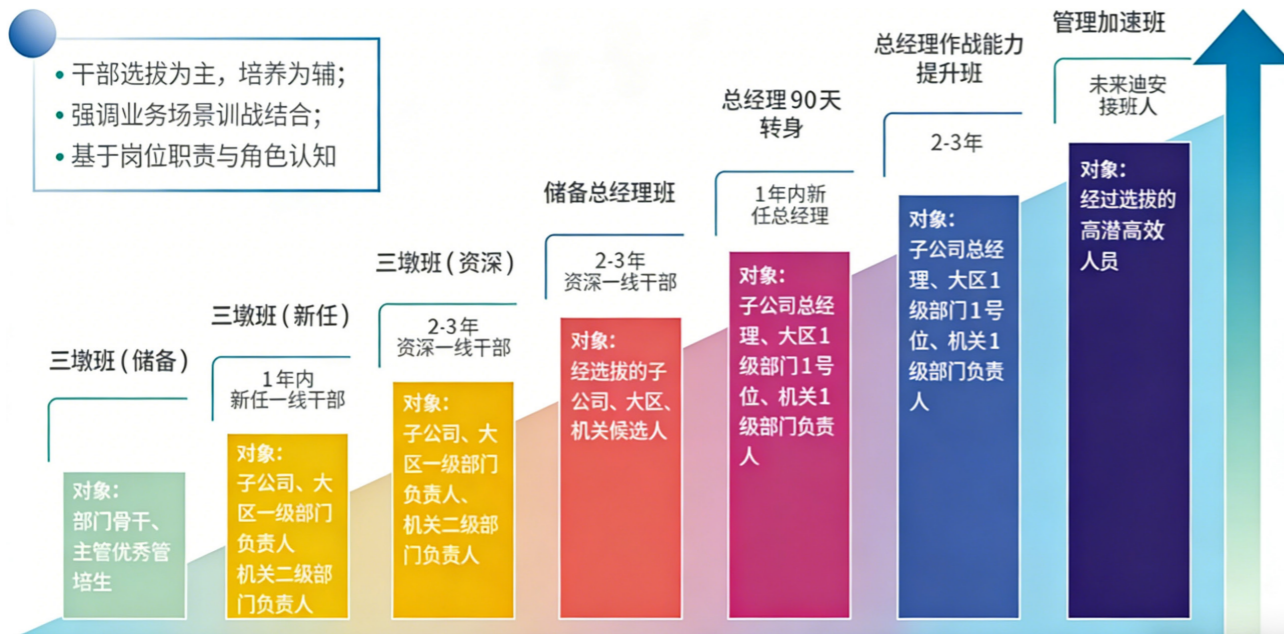 • 干部选拔为主，培养为辅；
• 强调业务场景训战结合；
• 基于岗位职责与角色认知
三墩班（储备）
对象：
部门骨干、
主管优秀管
培生
三墩班（新任）
1年内
新任一线干部
对象：
子公司、大
区一级部门
负责人
机关二级部
门负责人
三墩班（资深）
2-3年
资深一线干部
对象：
子公司、大
区一级部门
负责人、
机关二级部
门负责人
储备总经理班
2-3年
资深一线干部
对象：
经选拔的子
公司、大区、
机关候选人
总经理90天
转身
1年内新
任总经理
对象：
子公司总经
理、大区1
级部门1号
位、机关1
级部门负责
人
总经理作战能力
提升班
2-3年
对象：
子公司总经
理、大区1
级部门1号
位、机关1
级部门负责
人
管理加速班
未来迪安
接班人
对象：
经过选拔的
高潜高效
人员